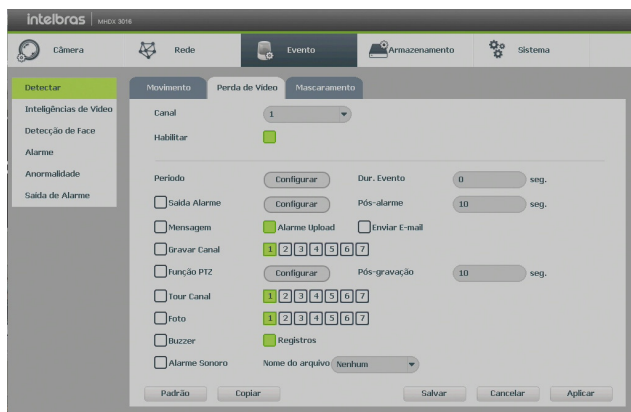 intelbras MHDX 3016
Câmera Rede Evento Armazenamento Sistema
Detectar
Inteligências de Vídeo
Detecção de Face
Alarme
Anormalidade
Saída de Alarme
Movimento Perda de Vídeo Mascaramento
Canal 1
Habilitar
Período Configurar Dur. Evento 0 seg.
Saída Alarme Configurar Pós-alarme 10 seg.
Mensagem Alarme Upload Enviar E-mail
Gravar Canal 1 2 3 4 5 6 7
Função PTZ Configurar Pós-gravação 10 seg.
Tour Canal 1 2 3 4 5 6 7
Foto 1 2 3 4 5 6 7
Buzzer Registros
Alarme Sonoro Nome do arquivo Nenhum
Padrão Copiar Salvar Cancelar Aplicar